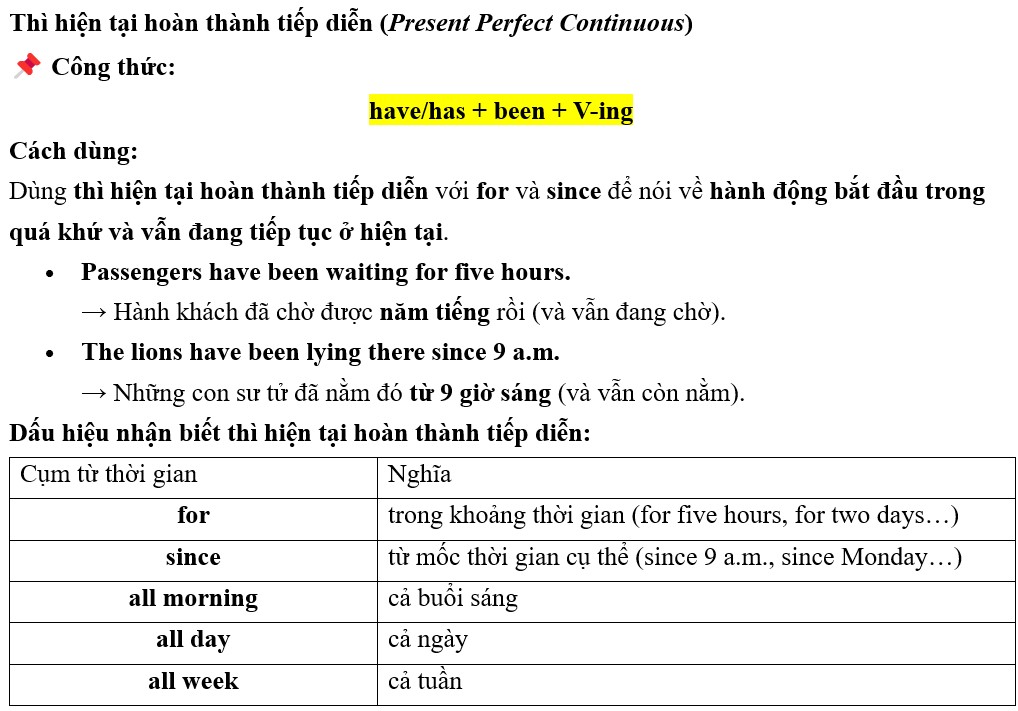 Thì hiện tại hoàn thành tiếp diễn (Present Perfect Continuous)
📌 Công thức:
have/has + been + V-ing
Cách dùng:
Dùng thì hiện tại hoàn thành tiếp diễn với for và since để nói về hành động bắt đầu trong
quá khứ và vẫn đang tiếp tục ở hiện tại.
• Passengers have been waiting for five hours.
→ Hành khách đã chờ được năm tiếng rồi (và vẫn đang chờ).
• The lions have been lying there since 9 a.m.
→ Những con sư tử đã nằm đó từ 9 giờ sáng (và vẫn còn nằm).
Dấu hiệu nhận biết thì hiện tại hoàn thành tiếp diễn:
Cụm từ thời gian Nghĩa
for trong khoảng thời gian (for five hours, for two days…)
since từ mốc thời gian cụ thể (since 9 a.m., since Monday…)
all morning cả buổi sáng
all day cả ngày
all week cả tuần